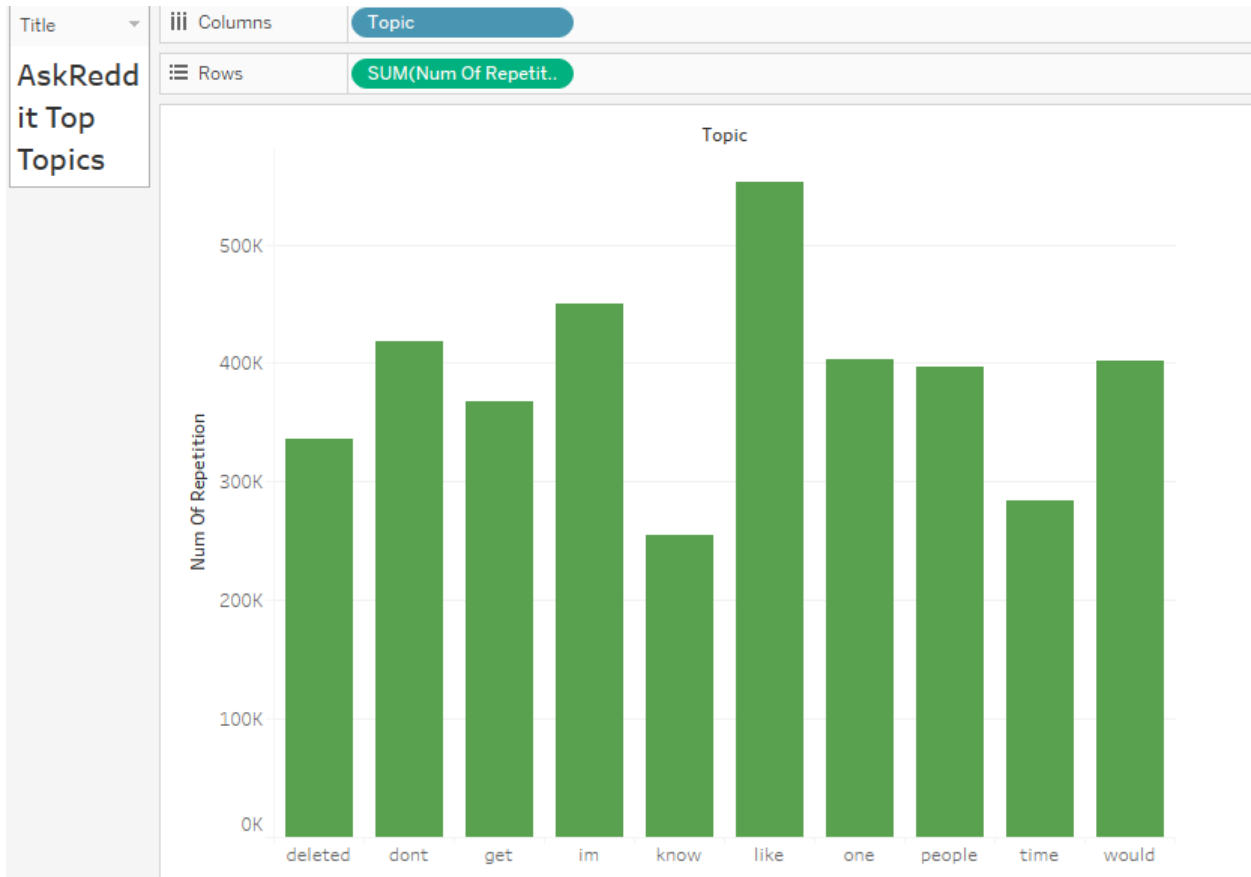 Title
AskRedd
it Top
Topics
Columns
Topic
Rows
SUM(Num Of Repetit..
Topic
Num Of Repetition
500K
400K
300K
200K
100K
0K
deleted dont get im know like one people time would